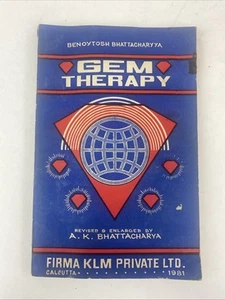 BENOYTOSH BHATTACHARYYA
GEM
THERAPY
REVISED & ENLARGED BY
A. K. BHATTACHARYA
FIRMA KLM PRIVATE LTD.
CALCUTTA 1981